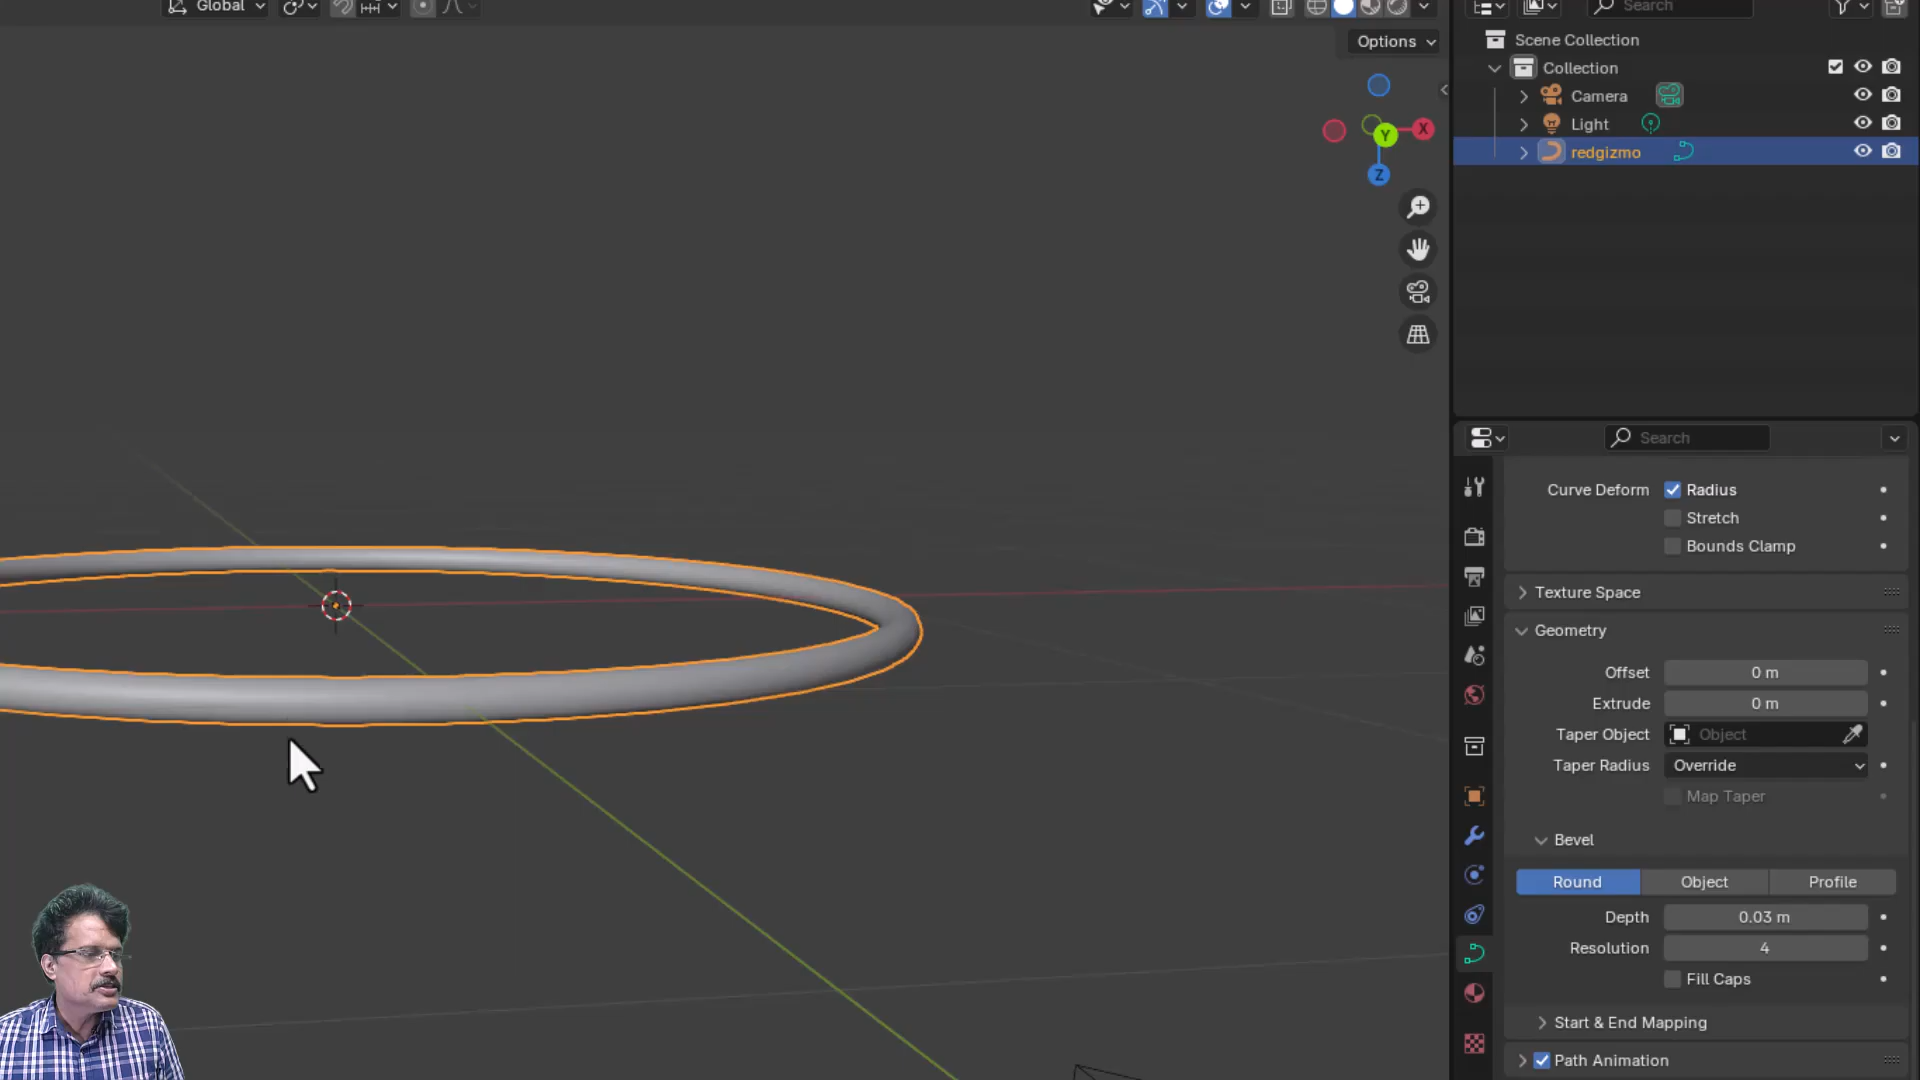 Global
Search
Options
Scene Collection
Collection
Camera
Light
redgizmo
X
Y
Z
Search
Curve Deform Radius
Stretch
Bounds Clamp
Texture Space
Geometry
Offset 0 m
Extrude 0 m
Taper Object Object
Taper Radius Override
Map Taper
Bevel
Round Object Profile
Depth 0.03 m
Resolution 4
Fill Caps
Start & End Mapping
Path Animation